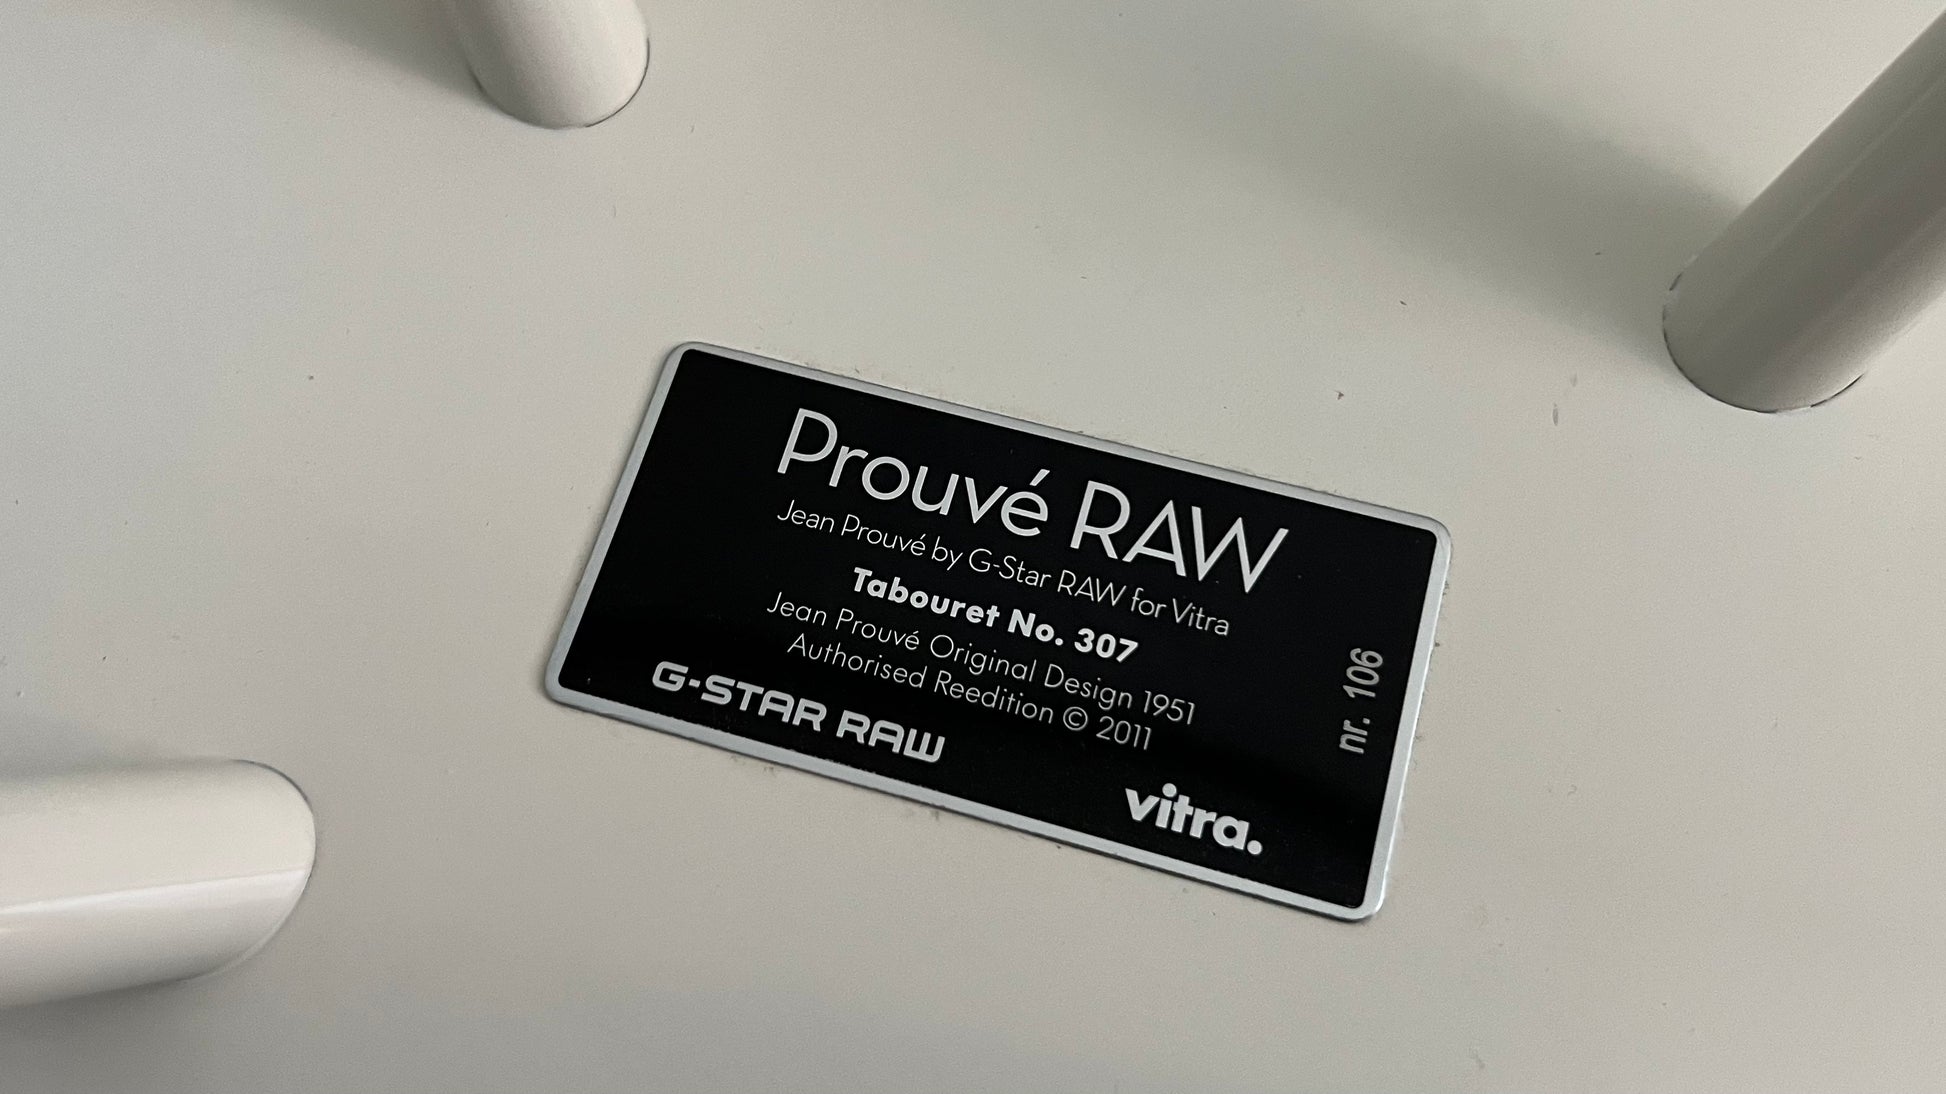 Prouvé RAW
Jean Prouvé by G-Star RAW for Vitra
Tabouret No. 307
Jean Prouvé Original Design 1951
Authorised Reedition © 2011
G-STAR RAW
vitra.
nr. 106